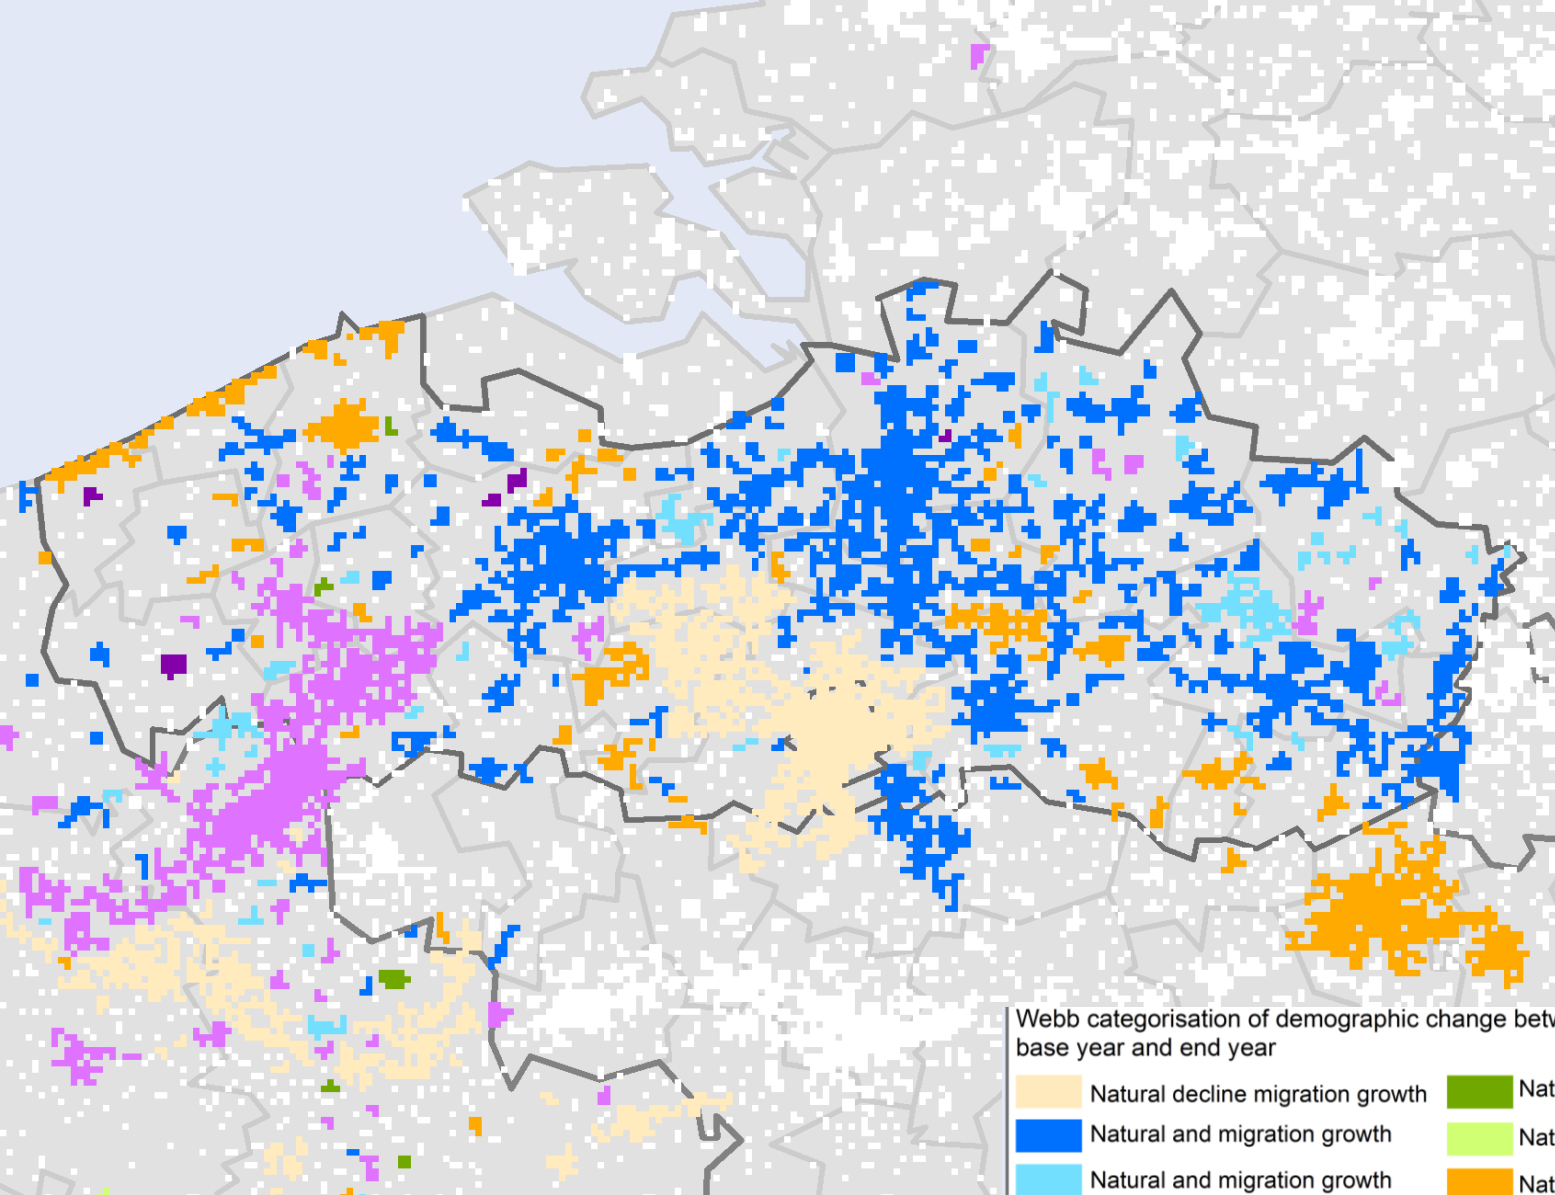 Webb categorisation of demographic change betw
base year and end year
Natural decline migration growth
Nat
Natural and migration growth
Nat
Natural and migration growth
Nat